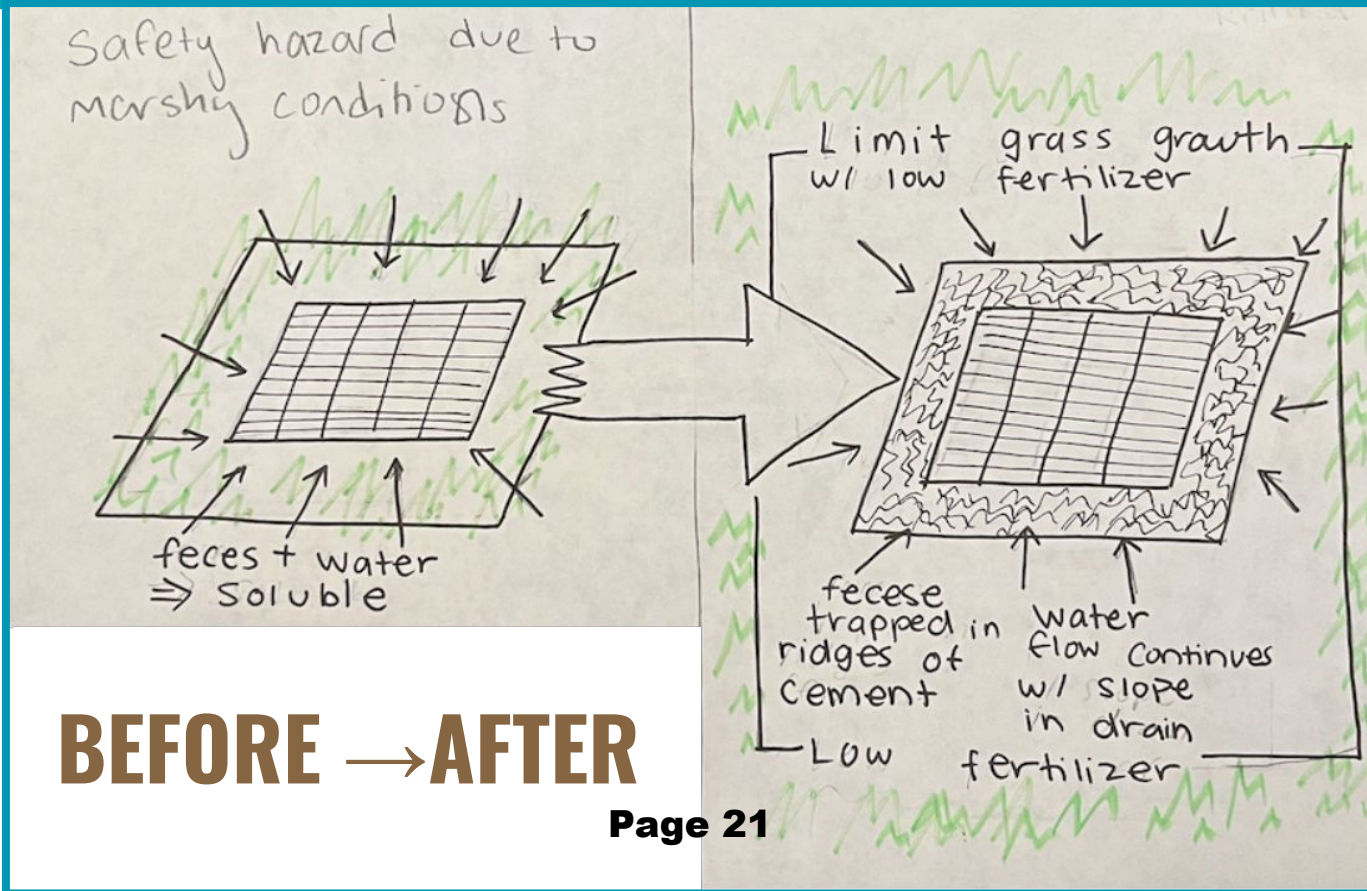 Safety hazard due to
marshy conditions
feces + water
⇒ Soluble
Limit grass growth
w/ low fertilizer
fecese
trapped in
ridges of
cement
water
flow continues
w/ slope
in drain
Low fertilizer
BEFORE →AFTER
Page 21